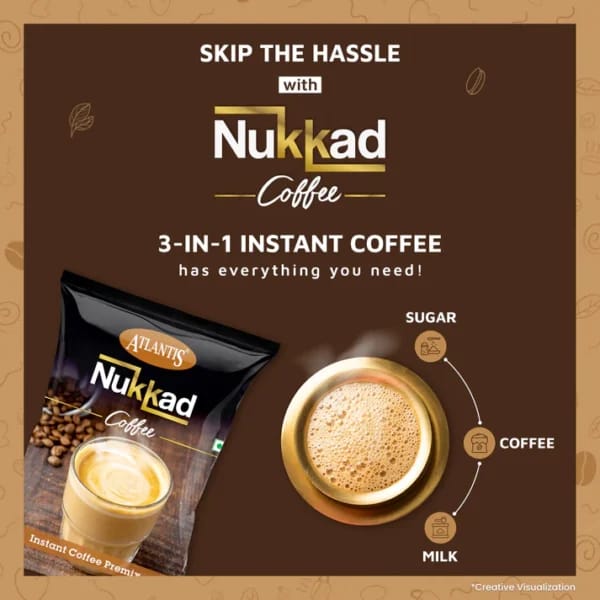 SKIP THE HASSLE
with
Nukkad
Coffee
3-IN-1 INSTANT COFFEE
has everything you need!
SUGAR
COFFEE
MILK
ATLANTIS®
Nukkad
Coffee
Instant Coffee Premix
*Creative Visualization